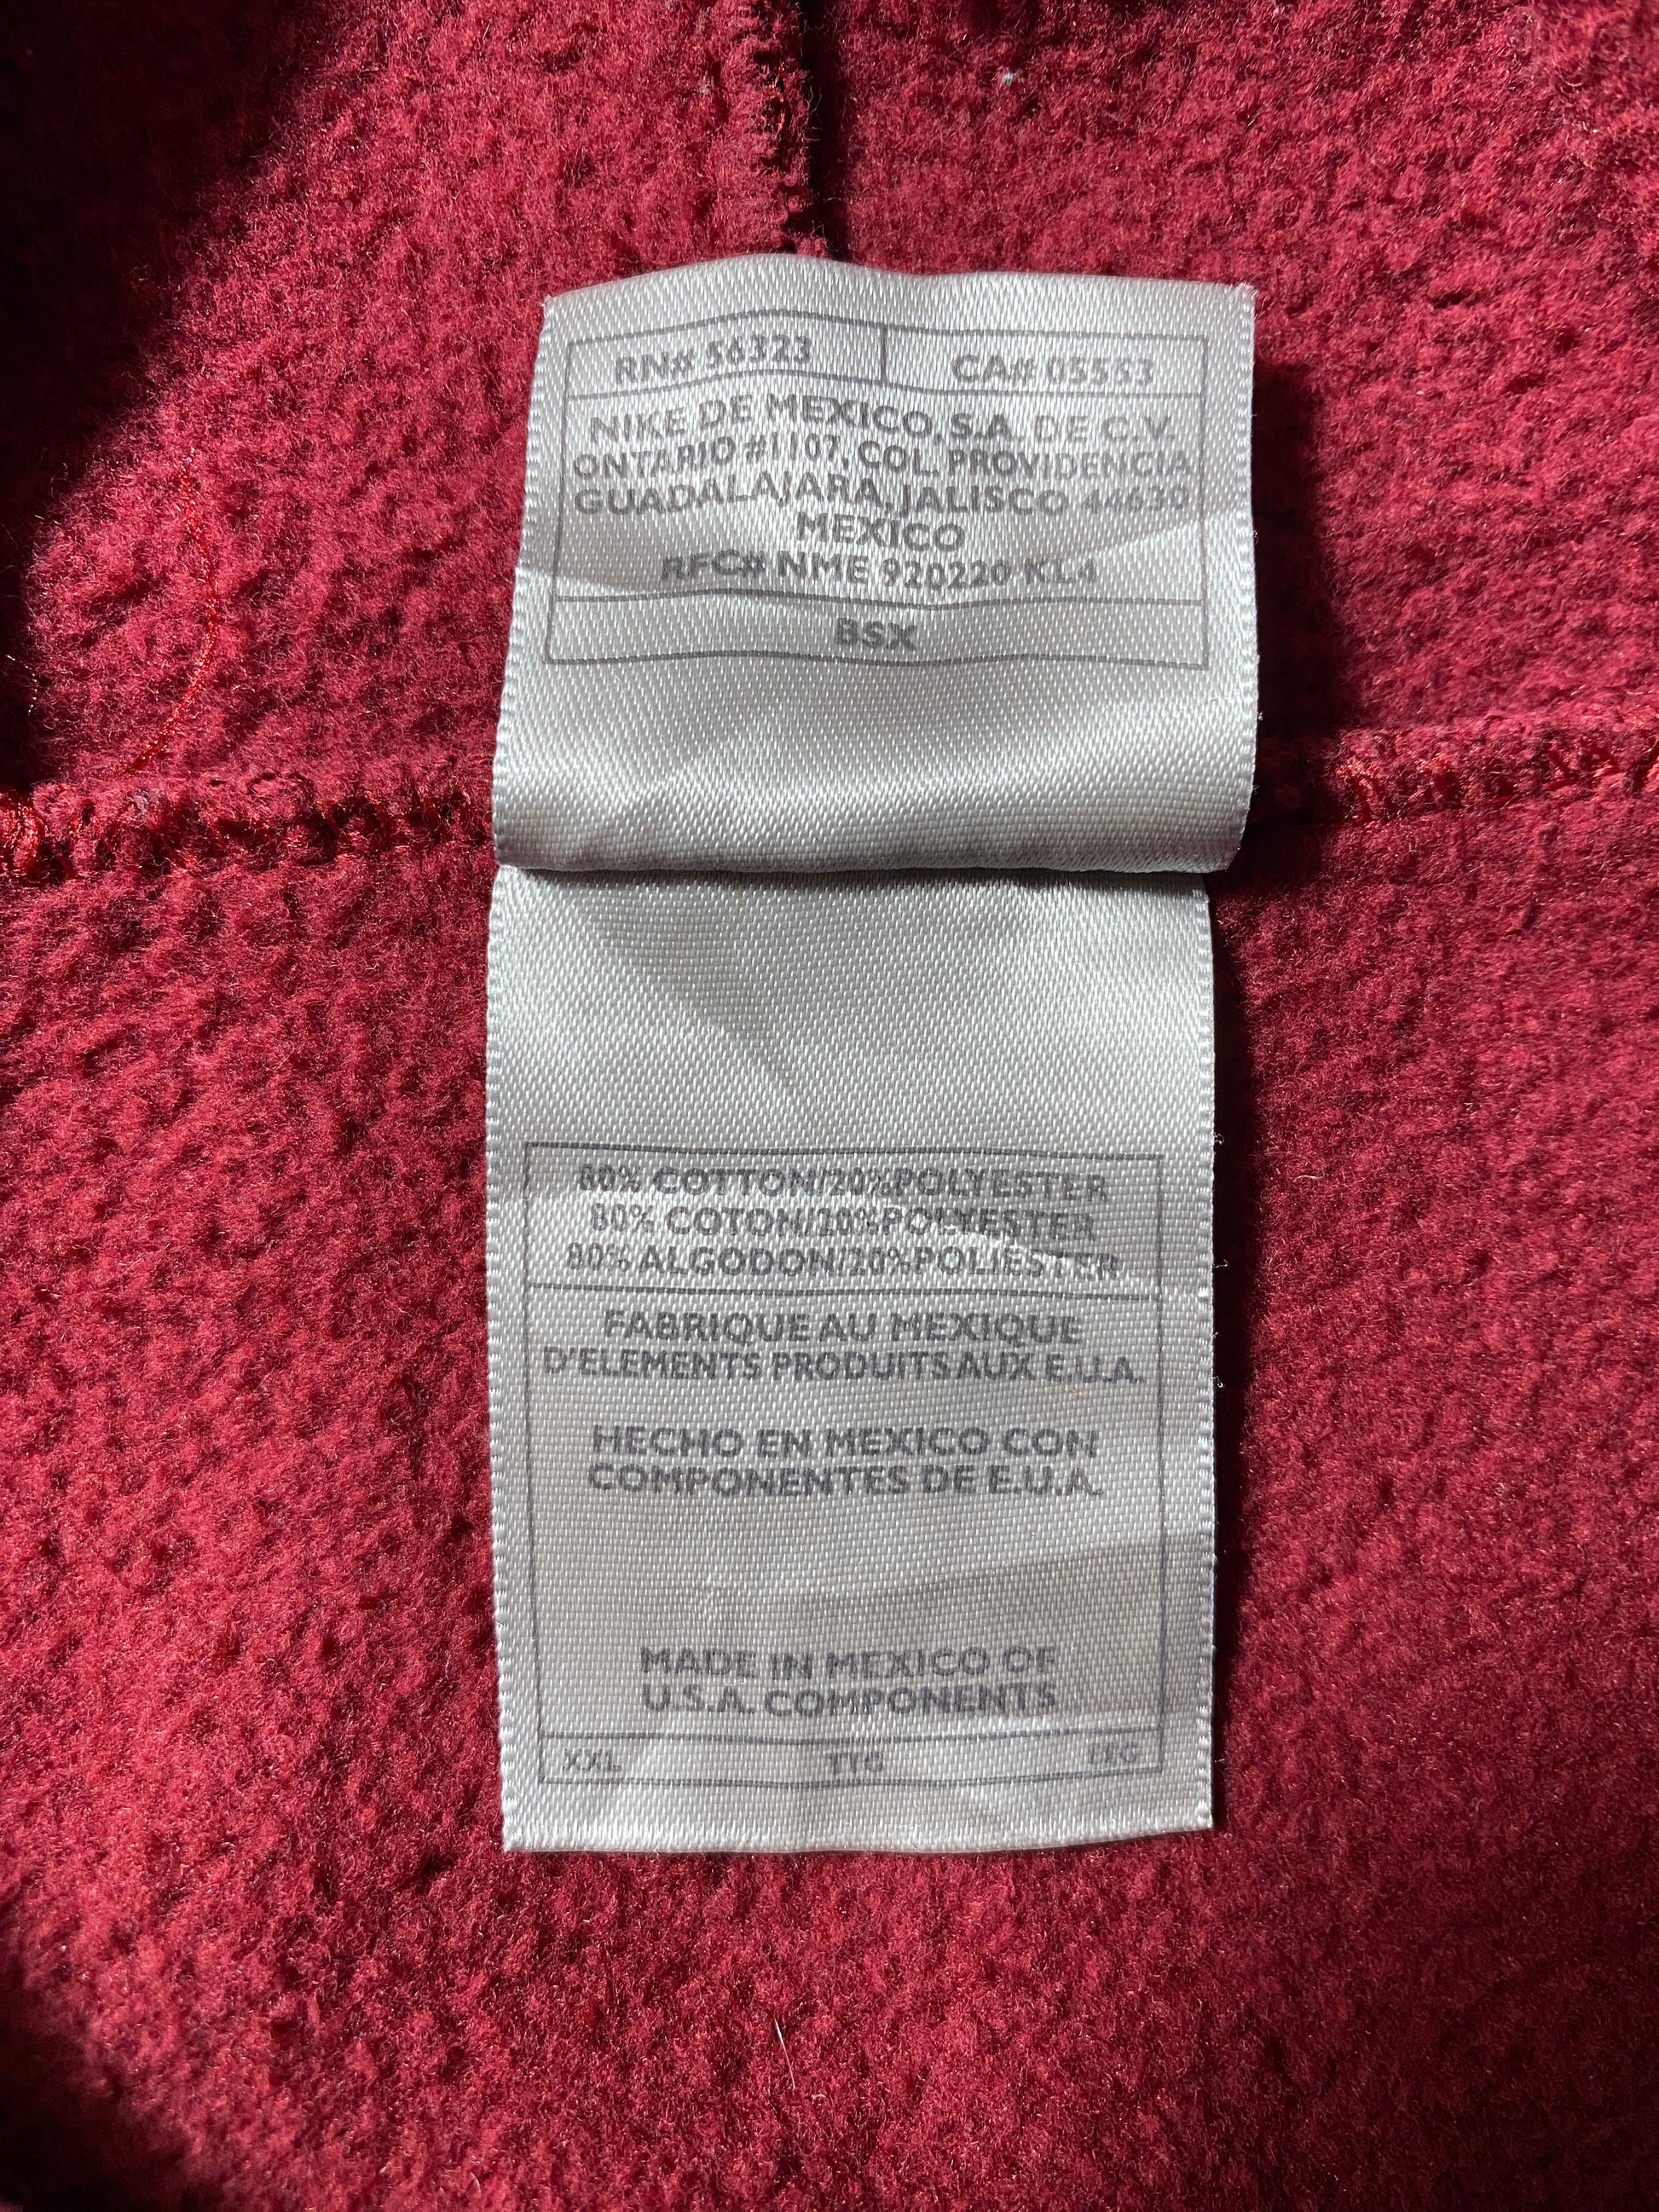 RN# 56323 CA# 05553
NIKE DE MEXICO, S.A. DE C.V.
ONTARIO #1107, COL. PROVIDENCIA
GUADALAJARA, JALISCO 44630
MEXICO
RFC# NME 920220 KL4
BSX
80% COTTON/20%POLYESTER
80% COTON/20%POLYESTER
80% ALGODON/20%POLIESTER
FABRIQUE AU MEXIQUE
D'ELEMENTS PRODUITS AUX E.U.A.
HECHO EN MEXICO CON
COMPONENTES DE E.U.A.
MADE IN MEXICO OF
U.S.A. COMPONENTS
XXL TTG EEG